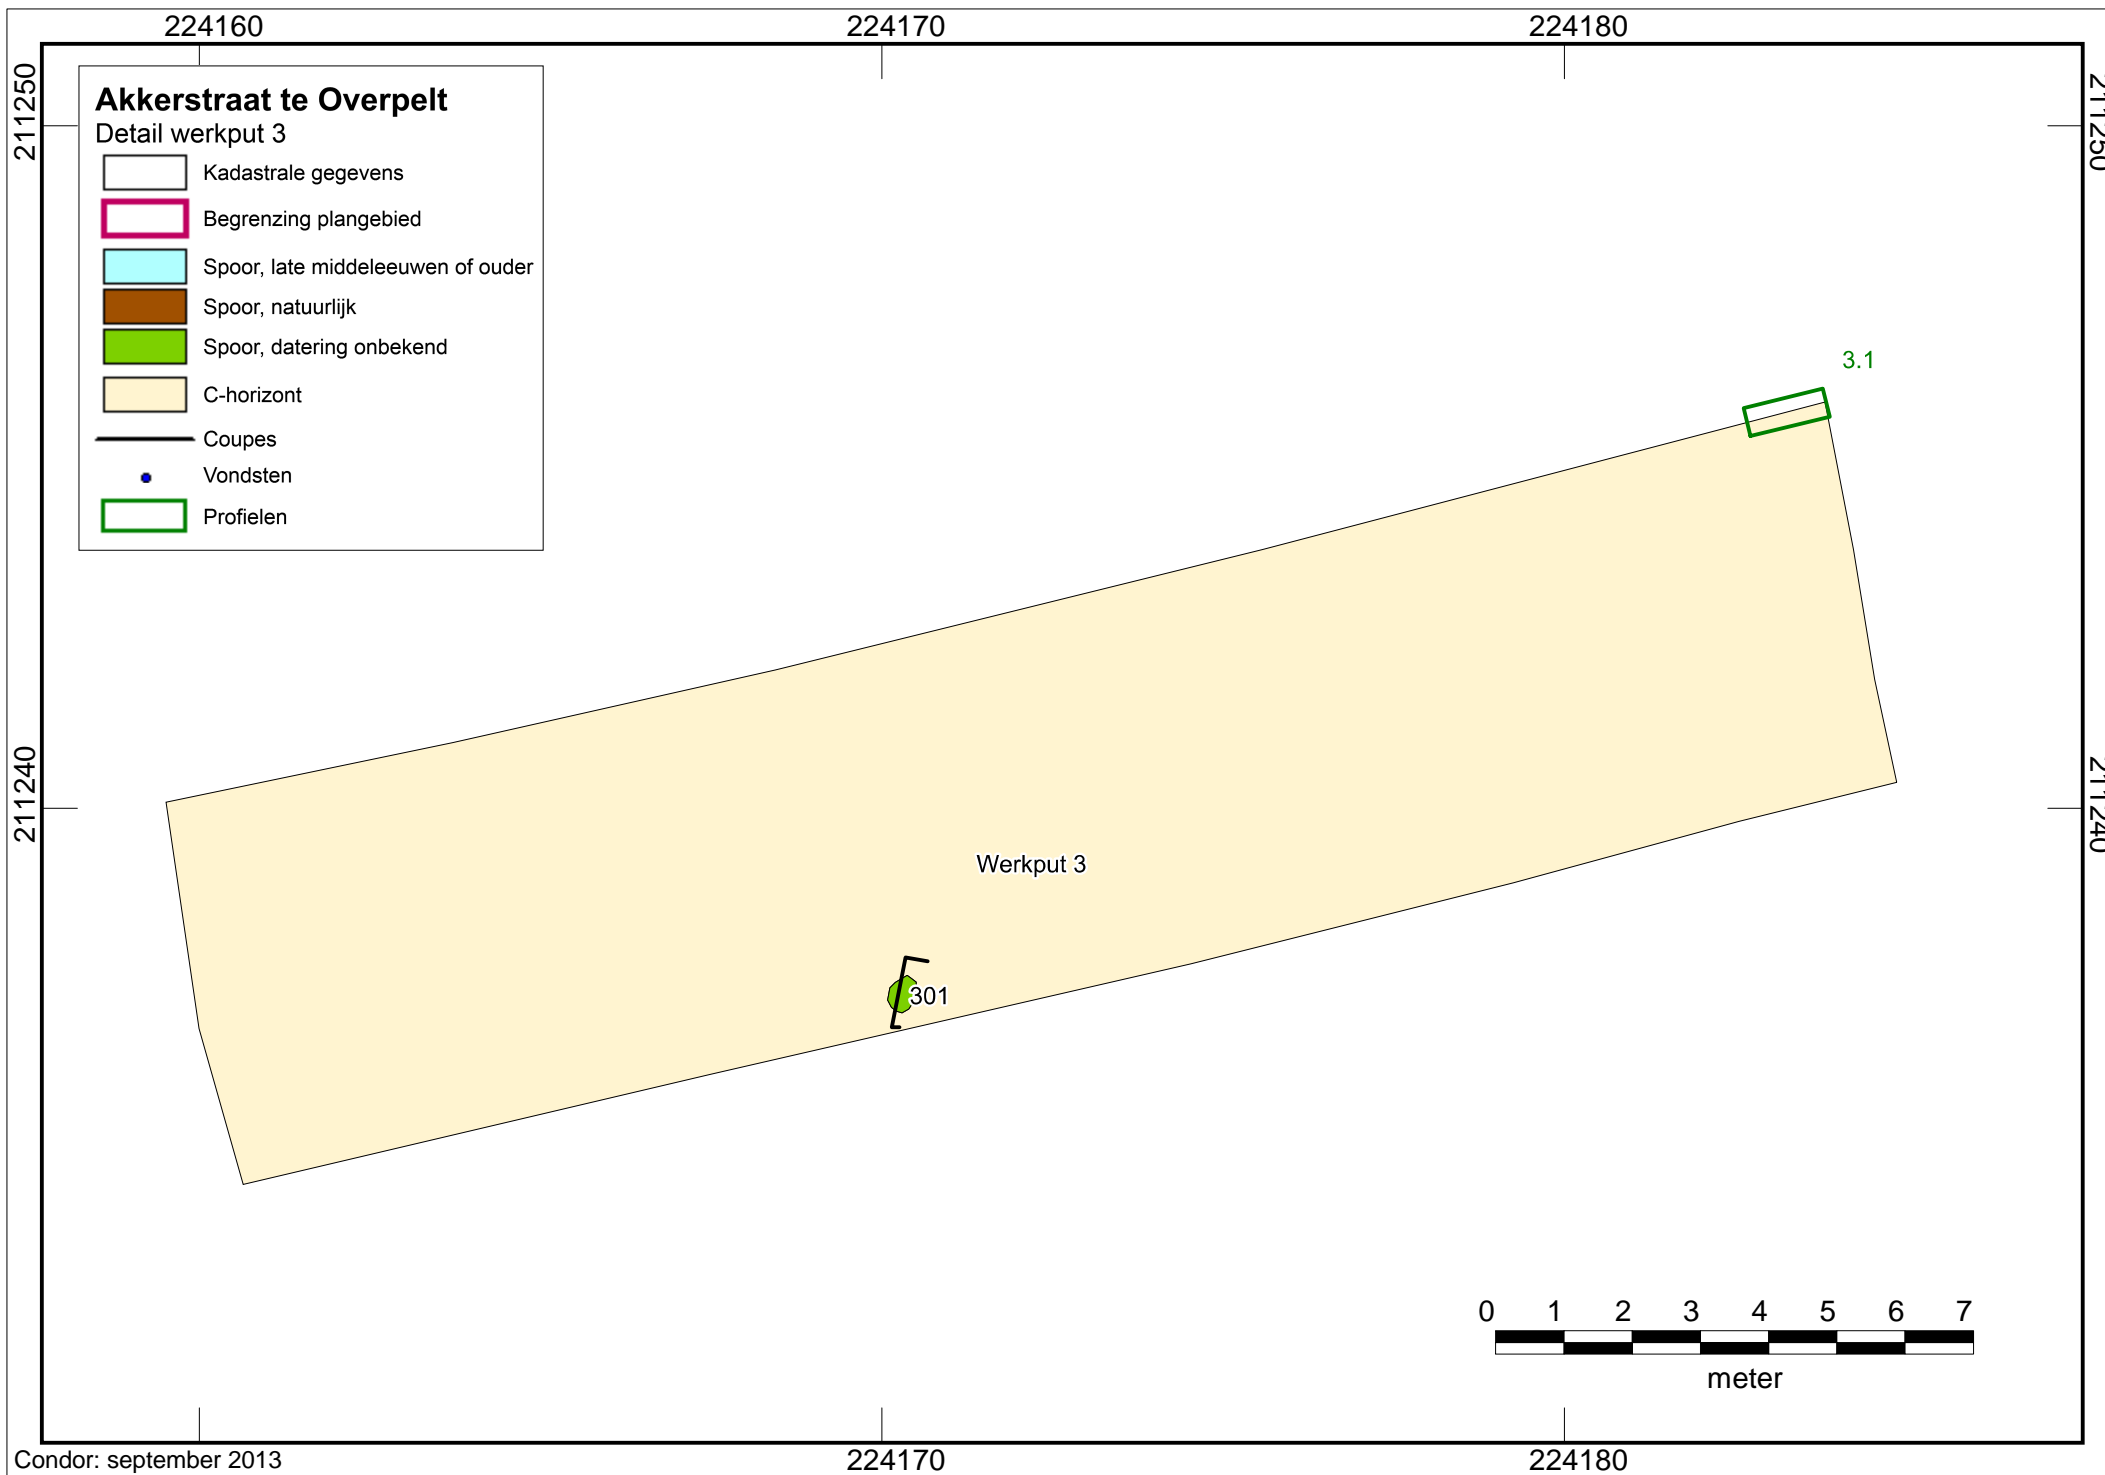 224160
224170
224180
211250
211250
Akkerstraat te Overpelt
Detail werkput 3
Kadastrale gegevens
Begrenzing plangebied
Spoor, late middeleeuwen of ouder
Spoor, natuurlijk
Spoor, datering onbekend
C-horizont
Coupes
Vondsten
Profielen
3.1
211240
211240
Werkput 3
301
0 1 2 3 4 5 6 7
meter
Condor: september 2013
224170
224180